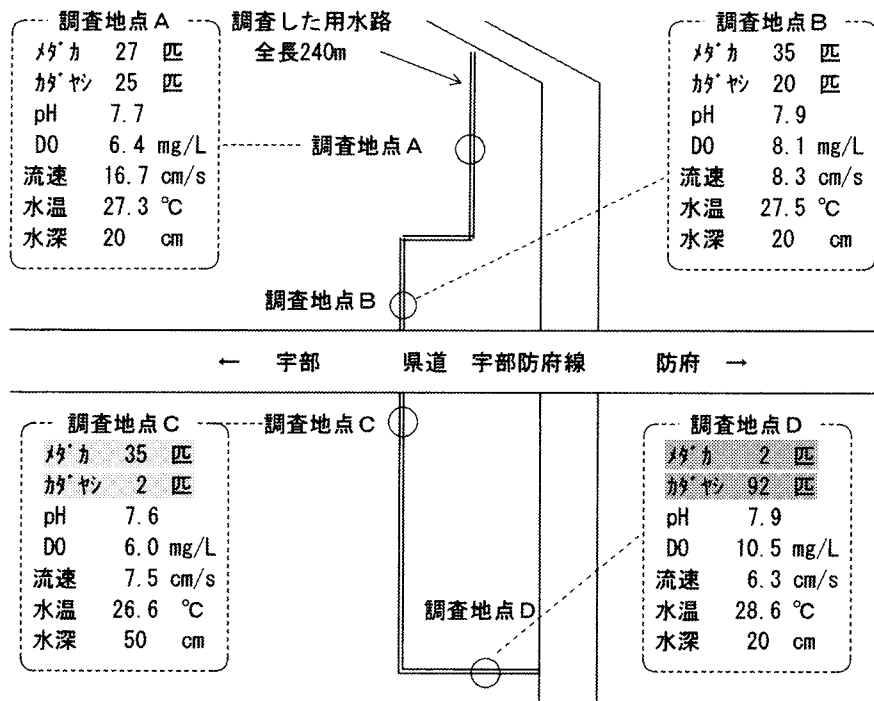 調査地点A
ﾒﾀﾞｶ 27 匹
ｶﾀﾞﾔｼ 25 匹
pH 7.7
DO 6.4 mg/L
流速 16.7 cm/s
水温 27.3 ℃
水深 20 cm
調査した用水路
全長240m
調査地点A
調査地点B
ﾒﾀﾞｶ 35 匹
ｶﾀﾞﾔｼ 20 匹
pH 7.9
DO 8.1 mg/L
流速 8.3 cm/s
水温 27.5 ℃
水深 20 cm
調査地点B
← 宇部 県道 宇部防府線 防府 →
調査地点C
ﾒﾀﾞｶ 35 匹
ｶﾀﾞﾔｼ 2 匹
pH 7.6
DO 6.0 mg/L
流速 7.5 cm/s
水温 26.6 ℃
水深 50 cm
調査地点C
調査地点D
調査地点D
ﾒﾀﾞｶ 2 匹
ｶﾀﾞﾔｼ 92 匹
pH 7.9
DO 10.5 mg/L
流速 6.3 cm/s
水温 28.6 ℃
水深 20 cm